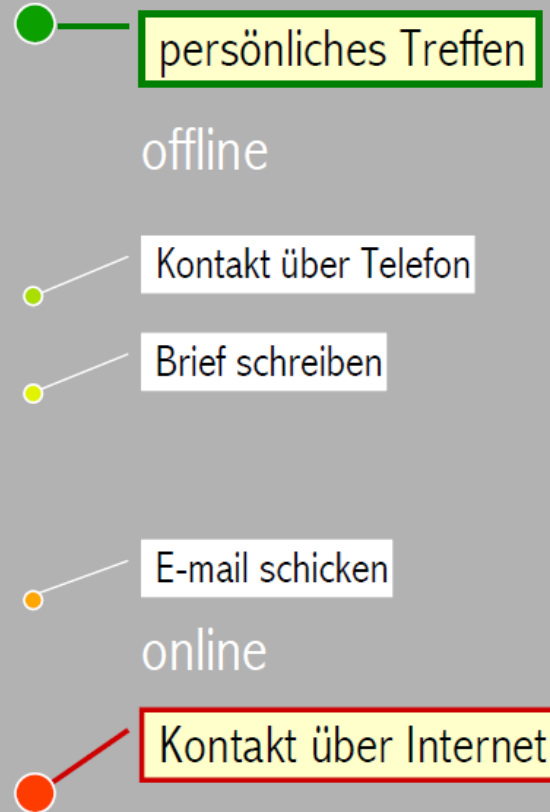 persönliches Treffen
offline
Kontakt über Telefon
Brief schreiben
E-mail schicken
online
Kontakt über Internet